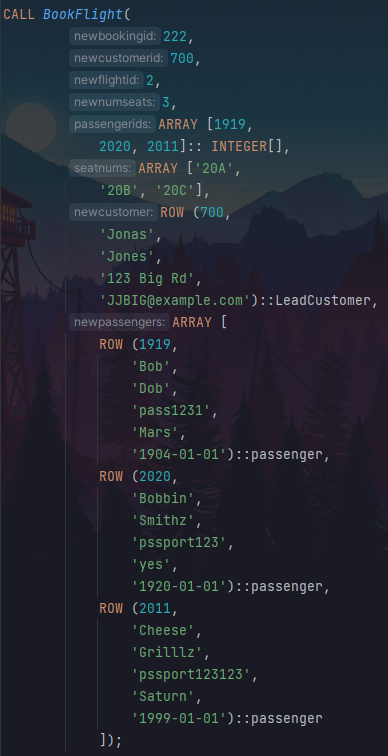 CALL BookFlight(
newbookingid: 222,
newcustomerid: 700,
newflightid: 2,
newnumseats: 3,
passengerids: ARRAY [1919,
2020, 2011]:: INTEGER[],
seatnums: ARRAY ['20A',
'20B', '20C'],
newcustomer: ROW (700,
'Jonas',
'Jones',
'123 Big Rd',
'JJBIG@example.com')::LeadCustomer,
newpassengers: ARRAY [
ROW (1919,
'Bob',
'Dob',
'pass1231',
'Mars',
'1904-01-01')::passenger,
ROW (2020,
'Bobbin',
'Smithz',
'pssport123',
'yes',
'1920-01-01')::passenger,
ROW (2011,
'Cheese',
'Grilllz',
'pssport123123',
'Saturn',
'1999-01-01')::passenger
]);